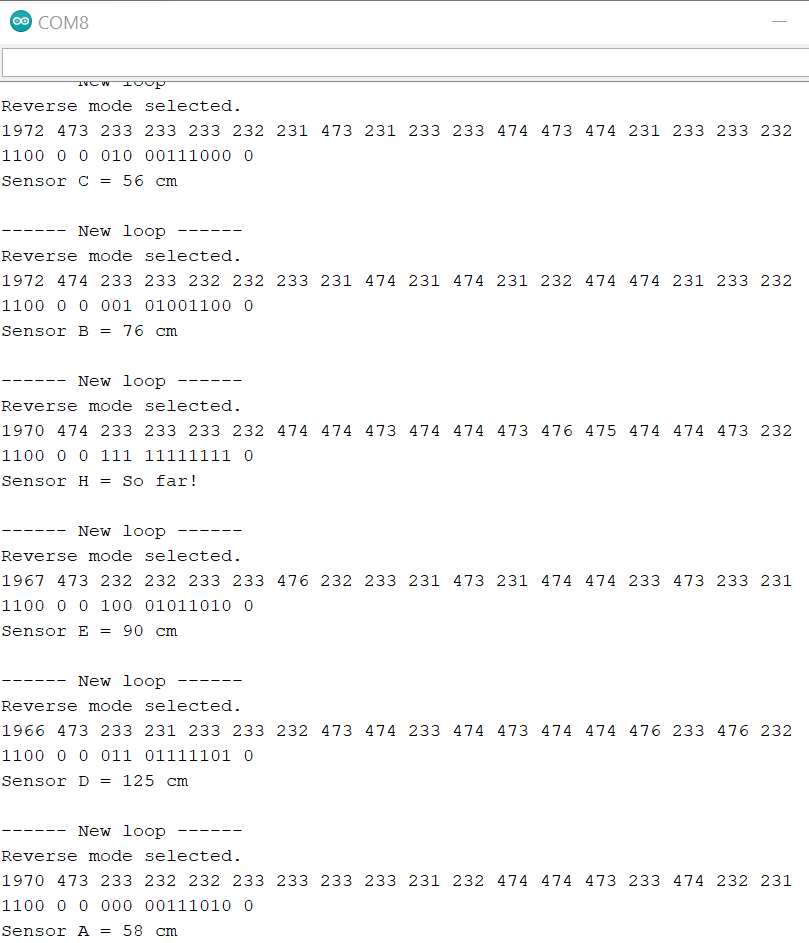 COM8
------ New loop ------
Reverse mode selected.
1972 473 233 233 233 232 231 473 231 233 233 474 473 474 231 233 233 232
1100 0 0 010 00111000 0
Sensor C = 56 cm
------ New loop ------
Reverse mode selected.
1972 474 233 233 232 232 233 231 474 231 474 231 232 474 474 231 233 232
1100 0 0 001 01001100 0
Sensor B = 76 cm
------ New loop ------
Reverse mode selected.
1970 474 233 233 233 232 474 474 473 474 474 473 476 475 474 474 473 232
1100 0 0 111 11111111 0
Sensor H = So far!
------ New loop ------
Reverse mode selected.
1967 473 232 232 233 233 476 232 233 231 473 231 474 474 233 473 233 231
1100 0 0 100 01011010 0
Sensor E = 90 cm
------ New loop ------
Reverse mode selected.
1966 473 233 231 233 233 232 473 474 233 474 473 474 474 476 233 476 232
1100 0 0 011 01111101 0
Sensor D = 125 cm
------ New loop ------
Reverse mode selected.
1970 473 233 232 232 233 233 233 233 231 232 474 474 473 233 474 232 231
1100 0 0 000 00111010 0
Sensor A = 58 cm